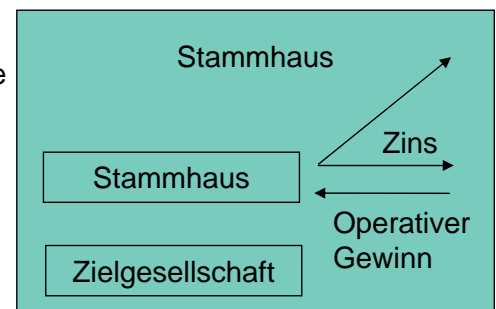 Stammhaus
e
Zins
Stammhaus
Operativer
Gewinn
Zielgesellschaft